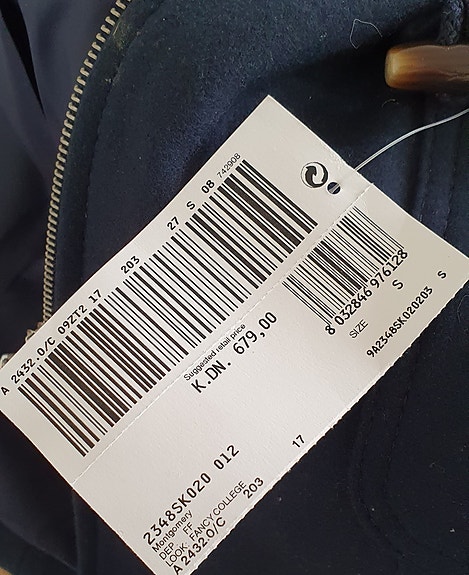 A 2432.0/C 09ZT2 17 203 27 S 08 742908
8 032846 976128
SIZE S
9A2348SK020203 S
Suggested retail price
K.DN. 679,00
2348SK020 012
Montgomery
DEP FF
LOOK: FANCY COLLEGE
A 2432.0/C 203 17